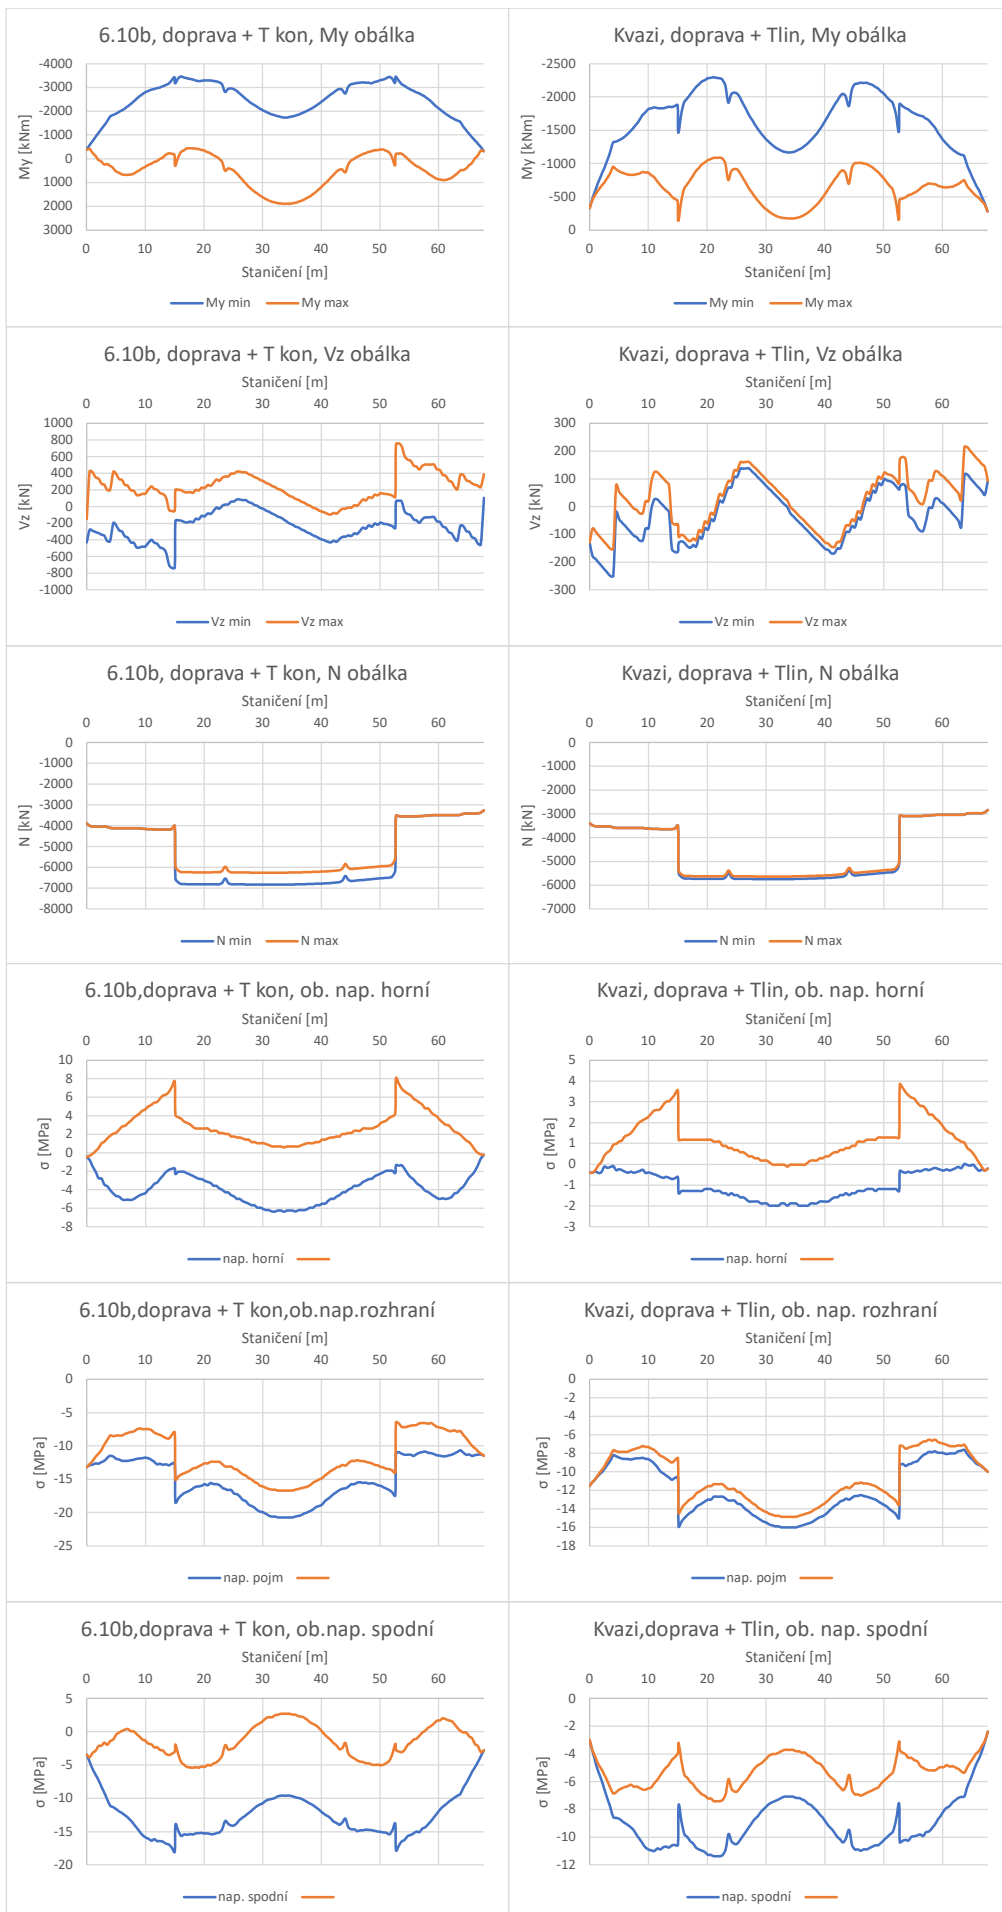 6.10b, doprava + T kon, My obálka
-4000
-3000
-2000
-1000
0
1000
2000
3000
My [kNm]
0 10 20 30 40 50 60
Staničení [m]
My min My max
Kvazi, doprava + Tlin, My obálka
-2500
-2000
-1500
-1000
-500
0
My [kNm]
0 10 20 30 40 50 60
Staničení [m]
My min My max
6.10b, doprava + T kon, Vz obálka
Staničení [m]
0 10 20 30 40 50 60
1000
800
600
400
200
0
-200
-400
-600
-800
-1000
Vz [kN]
Vz min Vz max
Kvazi, doprava + Tlin, Vz obálka
Staničení [m]
0 10 20 30 40 50 60
300
200
100
0
-100
-200
-300
Vz [kN]
Vz min Vz max
6.10b, doprava + T kon, N obálka
Staničení [m]
0 10 20 30 40 50 60
0
-1000
-2000
-3000
-4000
-5000
-6000
-7000
-8000
N [kN]
N min N max
Kvazi, doprava + Tlin, N obálka
Staničení [m]
0 10 20 30 40 50 60
0
-1000
-2000
-3000
-4000
-5000
-6000
-7000
N [kN]
N min N max
6.10b,doprava + T kon, ob. nap. horní
Staničení [m]
0 10 20 30 40 50 60
10
8
6
4
2
0
-2
-4
-6
-8
σ [MPa]
nap. horní
Kvazi, doprava + Tlin, ob. nap. horní
Staničení [m]
0 10 20 30 40 50 60
5
4
3
2
1
0
-1
-2
-3
σ [MPa]
nap. horní
6.10b,doprava + T kon,ob.nap.rozhraní
Staničení [m]
0 10 20 30 40 50 60
0
-5
-10
-15
-20
-25
σ [MPa]
nap. pojm
Kvazi, doprava + Tlin, ob. nap. rozhraní
Staničení [m]
0 10 20 30 40 50 60
0
-2
-4
-6
-8
-10
-12
-14
-16
-18
σ [MPa]
nap. pojm
6.10b,doprava + T kon, ob.nap. spodní
Staničení [m]
0 10 20 30 40 50 60
5
0
-5
-10
-15
-20
σ [MPa]
nap. spodní
Kvazi,doprava + Tlin, ob. nap. spodní
Staničení [m]
0 10 20 30 40 50 60
0
-2
-4
-6
-8
-10
-12
σ [MPa]
nap. spodní